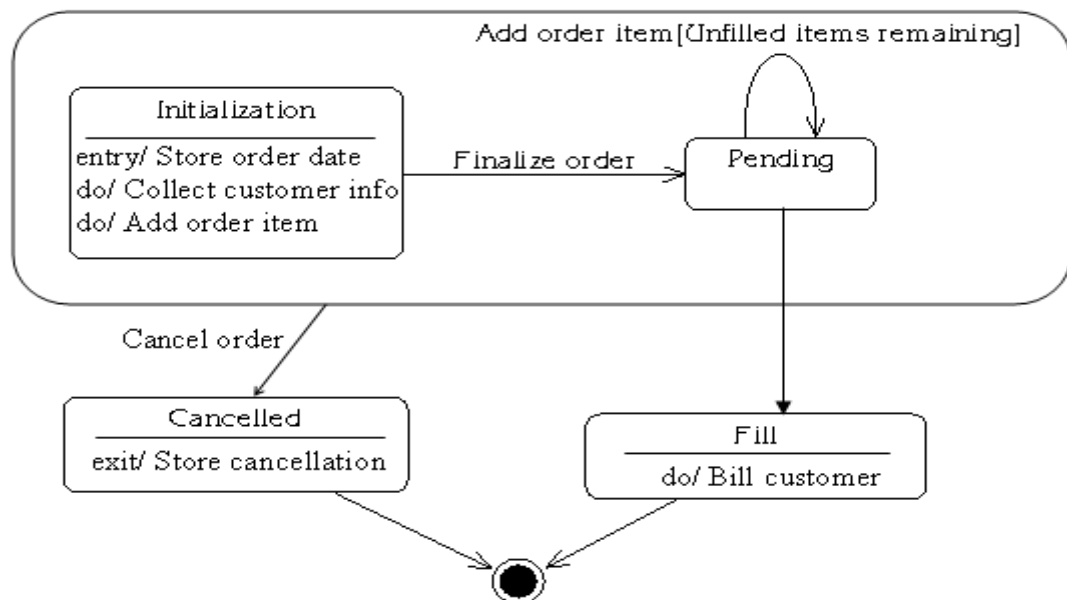 Add order item[Unfilled items remaining]
Initialization
entry/ Store order date
do/ Collect customer info
do/ Add order item
Finalize order
Pending
Cancel order
Cancelled
exit/ Store cancellation
Fill
do/ Bill customer